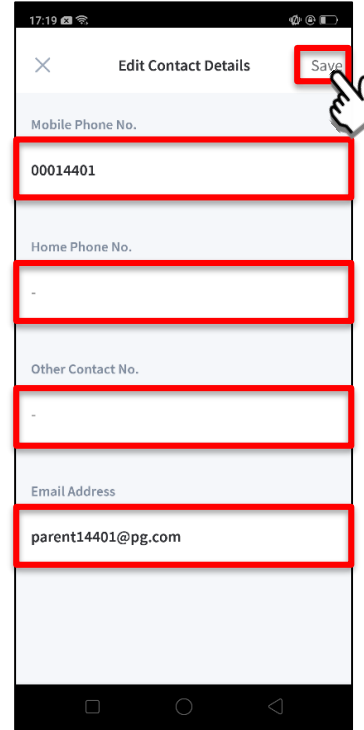 17:19
Edit Contact Details Save
Mobile Phone No.
00014401
Home Phone No.
-
Other Contact No.
-
Email Address
parent14401@pg.com